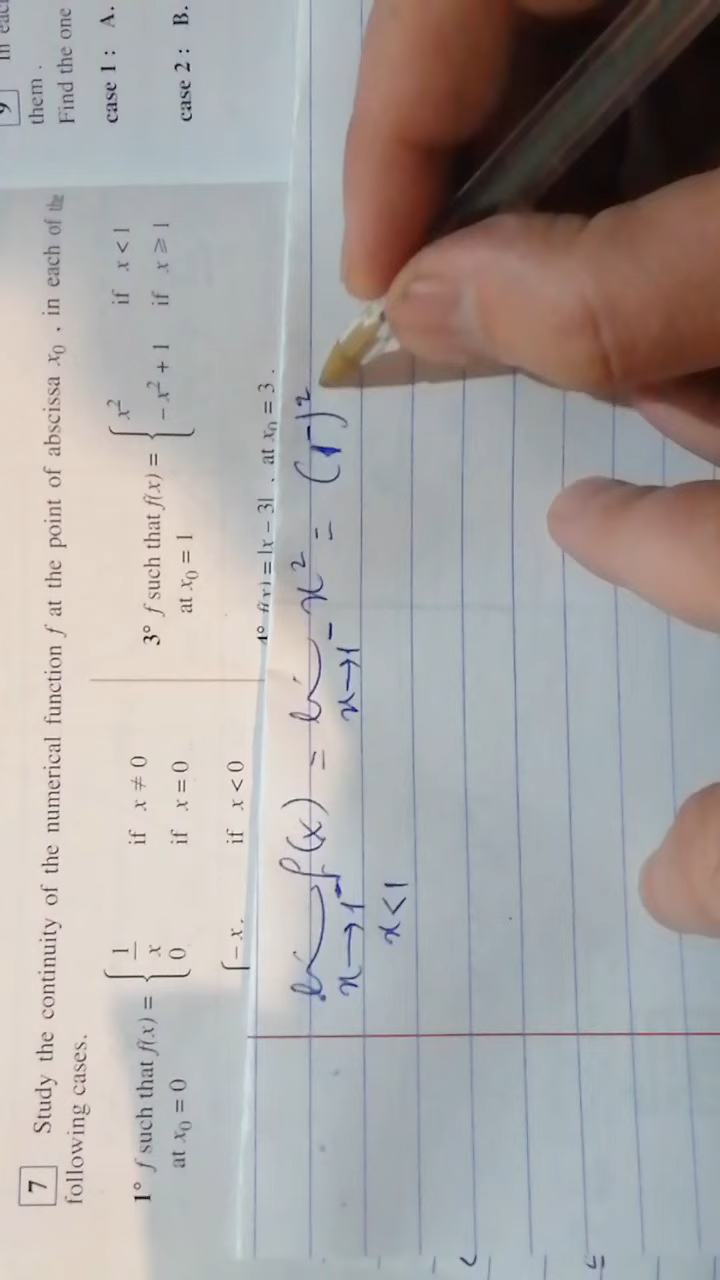 7 Study the continuity of the numerical function f at the point of abscissa x₀ , in each of the
following cases.
1° f such that f(x) = { 1/x if x ≠ 0
0 if x = 0
at x₀ = 0
{ −x, if x < 0
3° f such that f(x) = { x² if x < 1
−x² + 1 if x ⩾ 1
at x₀ = 1
4° f(x) = |x − 3| , at x₀ = 3 .
9 In each
them .
Find the one
case 1 : A.
case 2 : B.
lim f(x) = lim x² = (1⁻)²
x→1⁻ x→1⁻
x<1